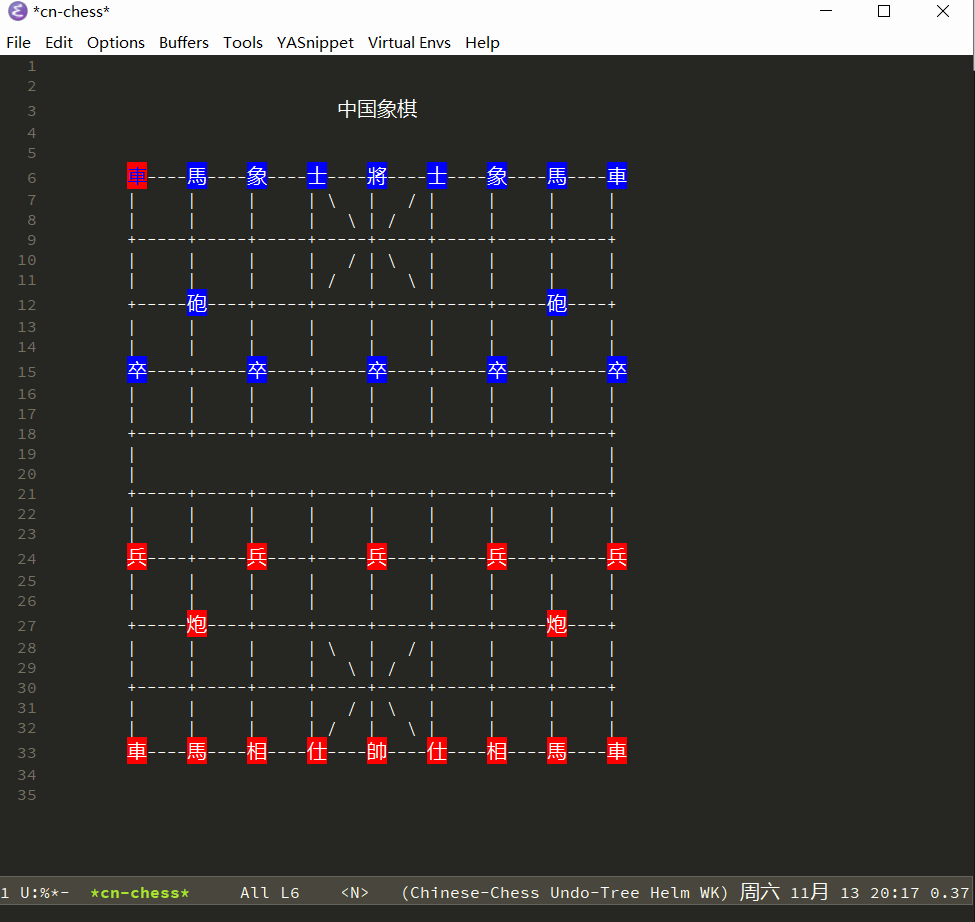 *cn-chess*
File Edit Options Buffers Tools YASnippet Virtual Envs Help
1
2
3 中国象棋
4
5
6 車----馬----象----士----將----士----象----馬----車
7 | | | | \ | / | | | |
8 | | | | \ | / | | | |
9 +-----+-----+-----+-----+-----+-----+-----+-----+
10 | | | | / | \ | | | |
11 | | | | / | \ | | | |
12 +-----砲----+-----+-----+-----+-----+-----砲----+
13 | | | | | | | | |
14 | | | | | | | | |
15 卒----+-----卒----+-----卒----+-----卒----+-----卒
16 | | | | | | | | |
17 | | | | | | | | |
18 +-----+-----+-----+-----+-----+-----+-----+-----+
19 | |
20 | |
21 +-----+-----+-----+-----+-----+-----+-----+-----+
22 | | | | | | | | |
23 | | | | | | | | |
24 兵----+-----兵----+-----兵----+-----兵----+-----兵
25 | | | | | | | | |
26 | | | | | | | | |
27 +-----炮----+-----+-----+-----+-----+-----炮----+
28 | | | | \ | / | | | |
29 | | | | \ | / | | | |
30 +-----+-----+-----+-----+-----+-----+-----+-----+
31 | | | | / | \ | | | |
32 | | | | / | \ | | | |
33 車----馬----相----仕----帥----仕----相----馬----車
34
35
1 U:%*- *cn-chess* All L6 <N> (Chinese-Chess Undo-Tree Helm WK) 周六 11月 13 20:17 0.37